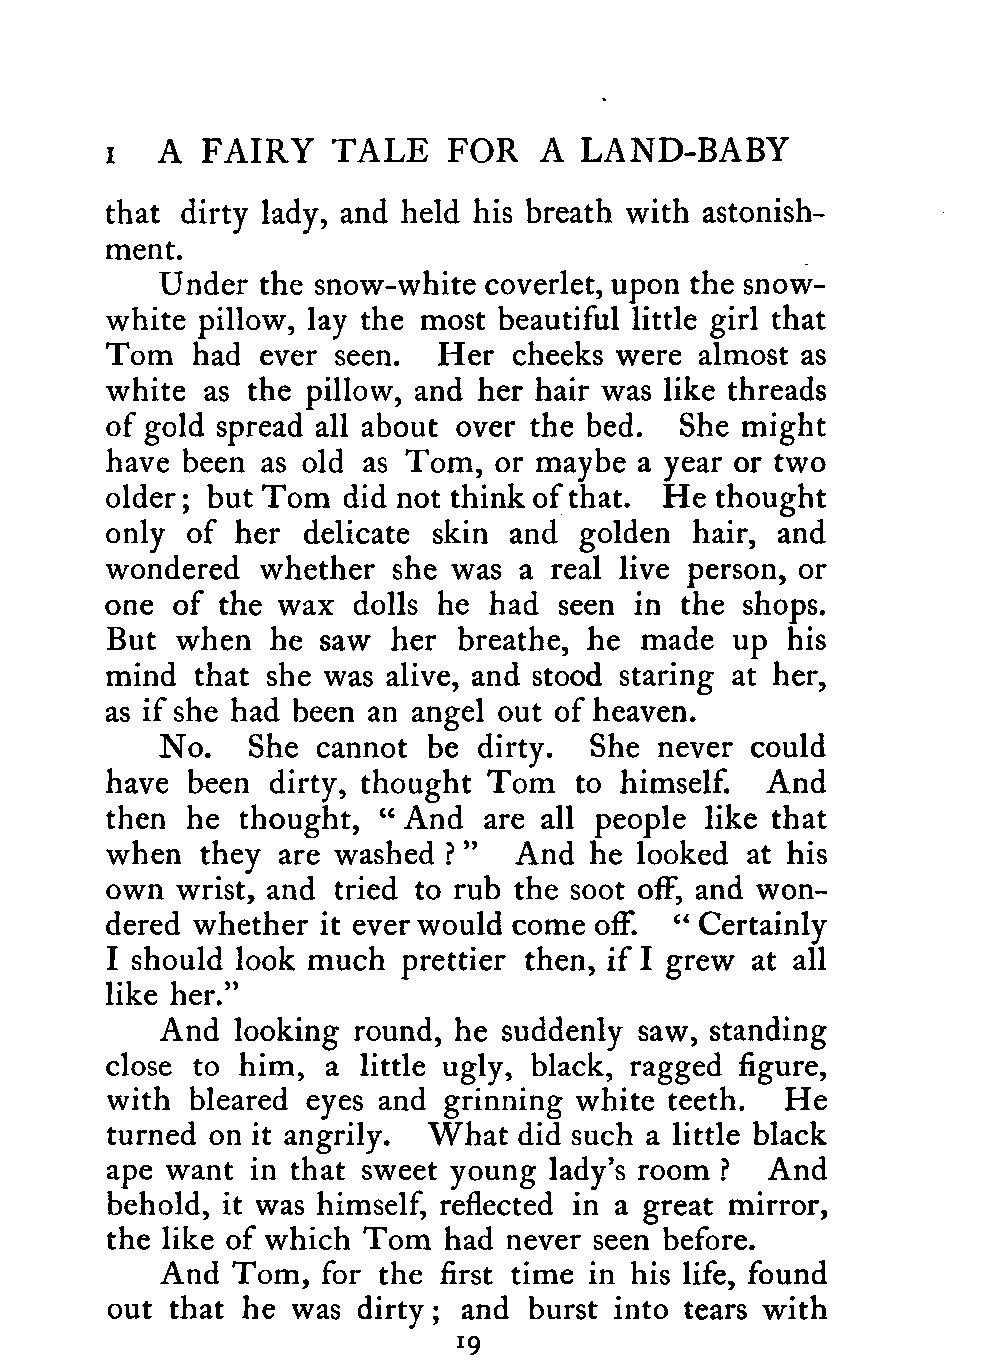 I A FAIRY TALE FOR A LAND-BABY
that dirty lady, and held his breath with astonish-
ment.
Under the snow-white coverlet, upon the snow-
white pillow, lay the most beautiful little girl that
Tom had ever seen. Her cheeks were almost as
white as the pillow, and her hair was like threads
of gold spread all about over the bed. She might
have been as old as Tom, or maybe a year or two
older; but Tom did not think of that. He thought
only of her delicate skin and golden hair, and
wondered whether she was a real live person, or
one of the wax dolls he had seen in the shops.
But when he saw her breathe, he made up his
mind that she was alive, and stood staring at her,
as if she had been an angel out of heaven.
No. She cannot be dirty. She never could
have been dirty, thought Tom to himself. And
then he thought, “And are all people like that
when they are washed?” And he looked at his
own wrist, and tried to rub the soot off, and won-
dered whether it ever would come off. “Certainly
I should look much prettier then, if I grew at all
like her.”
And looking round, he suddenly saw, standing
close to him, a little ugly, black, ragged figure,
with bleared eyes and grinning white teeth. He
turned on it angrily. What did such a little black
ape want in that sweet young lady’s room? And
behold, it was himself, reflected in a great mirror,
the like of which Tom had never seen before.
And Tom, for the first time in his life, found
out that he was dirty; and burst into tears with
19